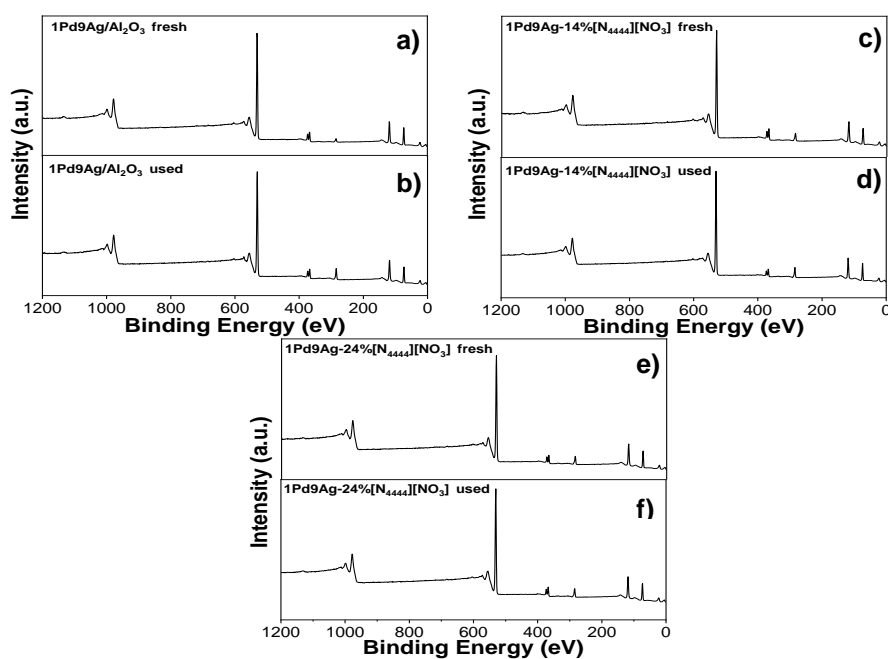 1Pd9Ag/Al₂O₃ fresh
a)
1Pd9Ag/Al₂O₃ used
b)
Intensity (a.u.)
1200 1000 800 600 400 200 0
Binding Energy (eV)
1Pd9Ag-14%[N₄₄₄₄][NO₃] fresh
c)
1Pd9Ag-14%[N₄₄₄₄][NO₃] used
d)
Intensity (a.u.)
1200 1000 800 600 400 200 0
Binding Energy (eV)
1Pd9Ag-24%[N₄₄₄₄][NO₃] fresh
e)
1Pd9Ag-24%[N₄₄₄₄][NO₃] used
f)
Intensity (a.u.)
1200 1000 800 600 400 200 0
Binding Energy (eV)